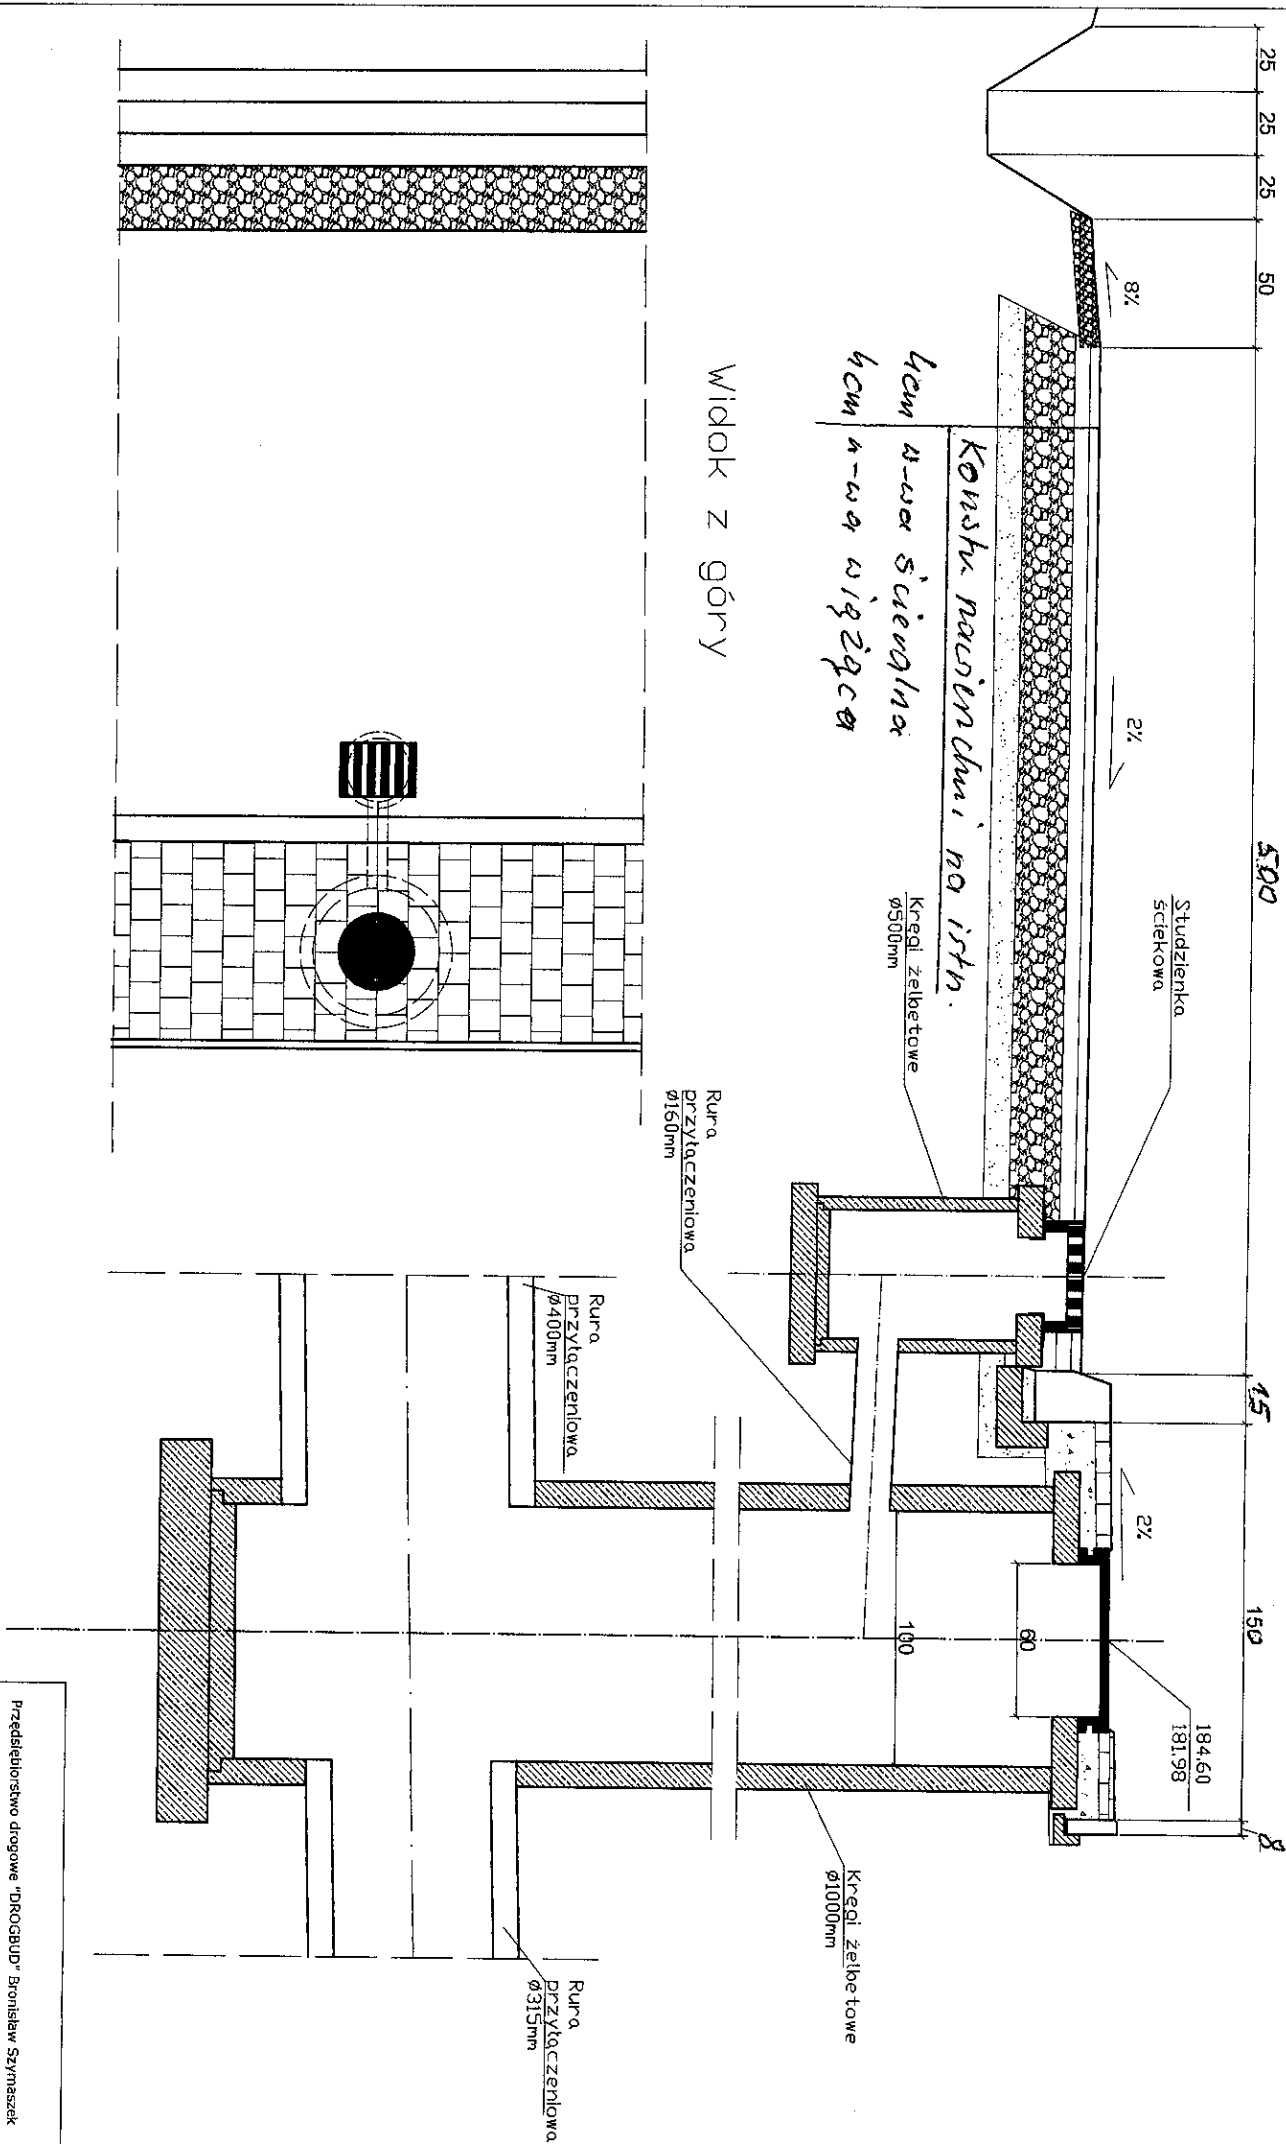 25
25
25
50
5.00
15
150
8
8%
2%
2%
Studzienka
ściekowa
184.60
181.98
Konstr. nawierzchni na istn.
4cm w-wa ścieralna
4cm w-wa wiążąca
Kręgi żelbetowe
ø500mm
60
100
Kręgi żelbetowe
ø1000mm
Widok z góry
Rura
przyłączeniowa
ø160mm
Rura
przyłączeniowa
ø400mm
Rura
przyłączeniowa
ø315mm
Przedsiębiorstwo drogowe "DROGBUD" Bronisław Szymaszek